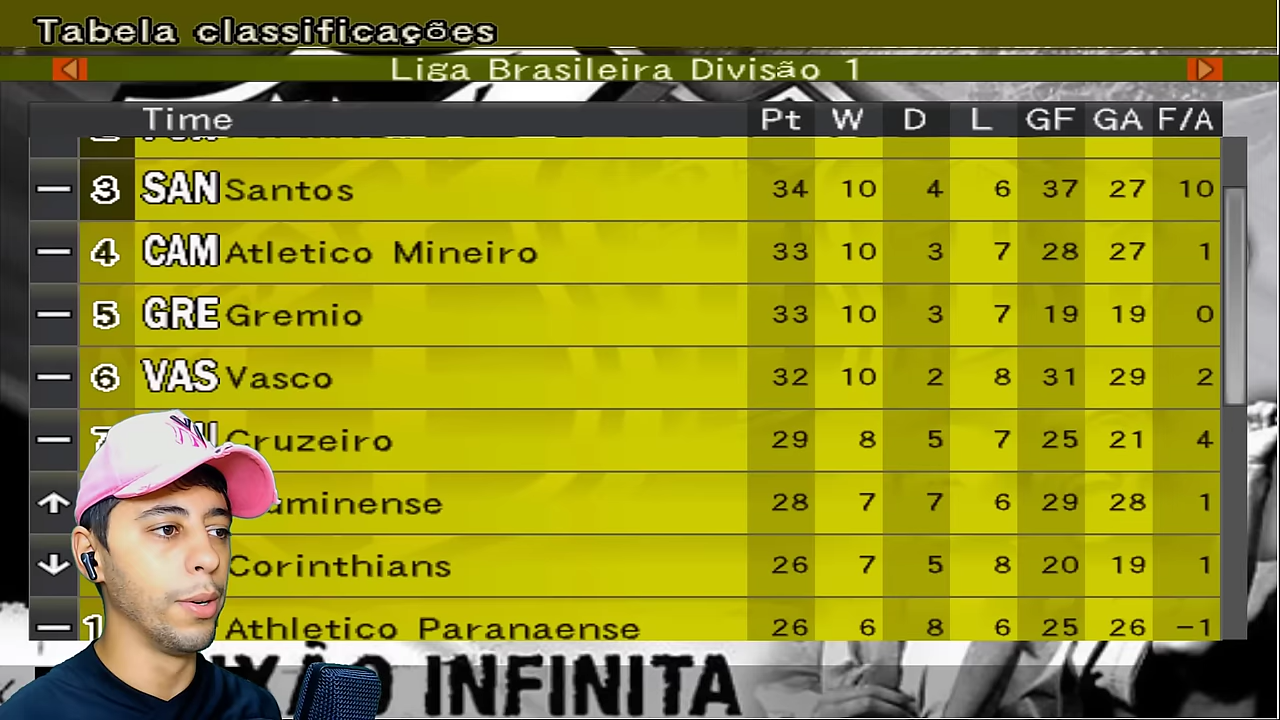 Tabela classificações
Liga Brasileira Divisão 1
Time Pt W D L GF GA F/A
3 SAN Santos 34 10 4 6 37 27 10
4 CAM Atletico Mineiro 33 10 3 7 28 27 1
5 GRE Gremio 33 10 3 7 19 19 0
6 VAS Vasco 32 10 2 8 31 29 2
Cruzeiro 29 8 5 7 25 21 4
uminense 28 7 7 6 29 28 1
Corinthians 26 7 5 8 20 19 1
1 Athletico Paranaense 26 6 8 6 25 26 -1
XÃO INFINITA